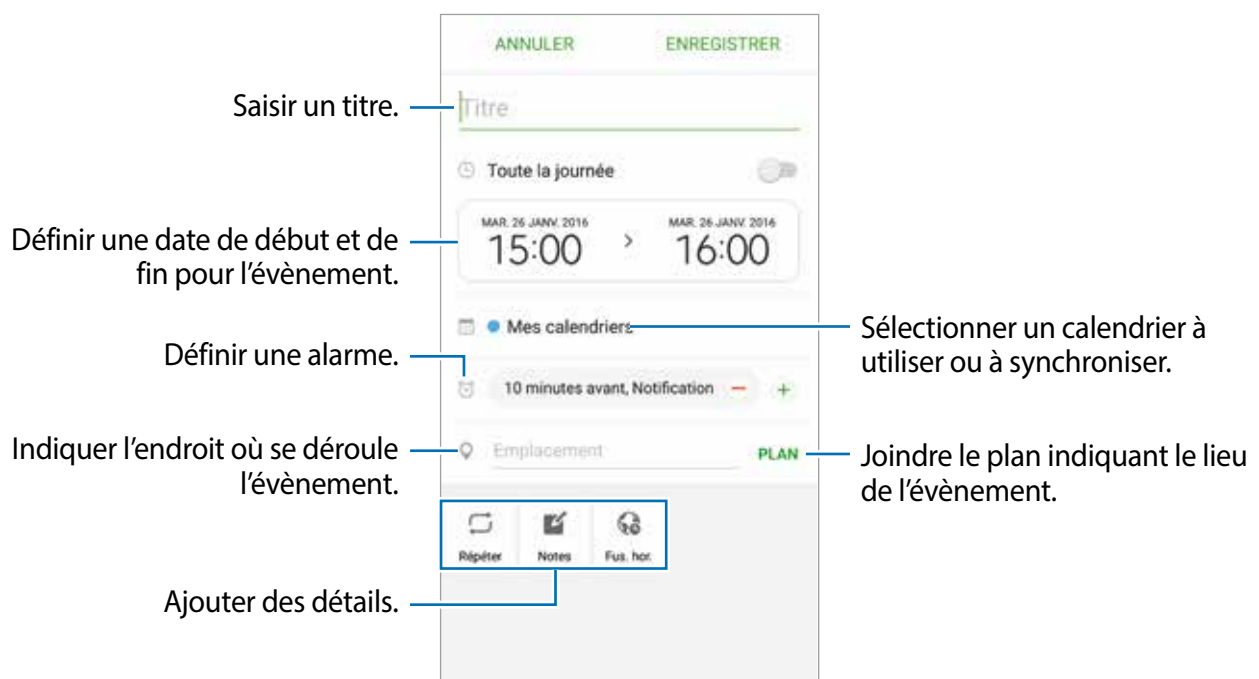 ANNULER ENREGISTRER
Saisir un titre.
Titre
Toute la journée
Définir une date de début et de
fin pour l'évènement.
MAR. 26 JANV. 2016 MAR. 26 JANV. 2016
15:00 > 16:00
Mes calendriers
Sélectionner un calendrier à
utiliser ou à synchroniser.
Définir une alarme.
10 minutes avant, Notification
Indiquer l'endroit où se déroule
l'évènement.
Emplacement PLAN
Joindre le plan indiquant le lieu
de l'évènement.
Répéter Notes Fus. hor.
Ajouter des détails.